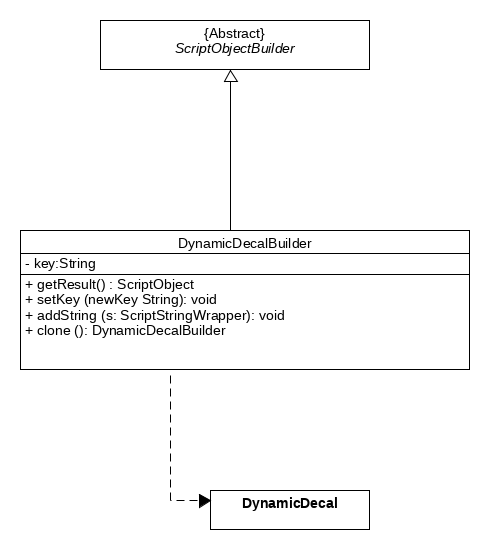 {Abstract}
ScriptObjectBuilder
DynamicDecalBuilder
- key:String
+ getResult() : ScriptObject
+ setKey (newKey String): void
+ addString (s: ScriptStringWrapper): void
+ clone (): DynamicDecalBuilder
DynamicDecal